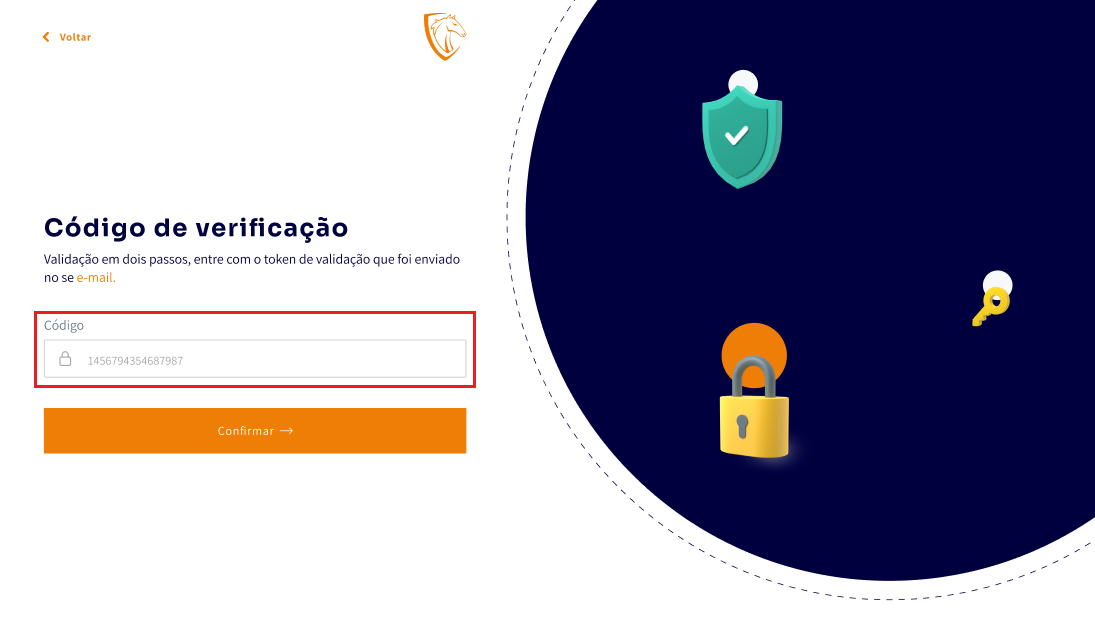 Voltar
Código de verificação
Validação em dois passos, entre com o token de validação que foi enviado
no se e-mail.
Código
1456794354687987
Confirmar →